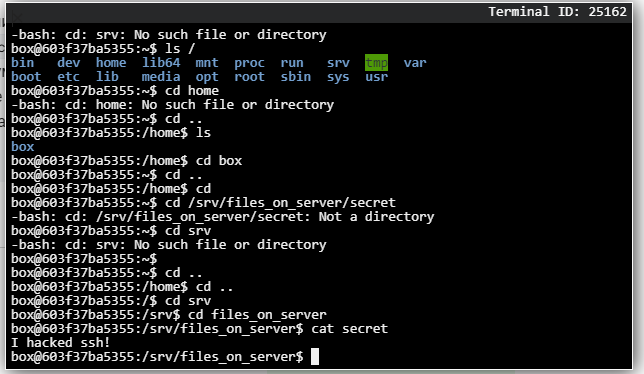 Terminal ID: 25162
-bash: cd: srv: No such file or directory
box@603f37ba5355:~$ ls /
bin dev home lib64 mnt proc run srv tmp var
boot etc lib media opt root sbin sys usr
box@603f37ba5355:~$ cd home
-bash: cd: home: No such file or directory
box@603f37ba5355:~$ cd ..
box@603f37ba5355:/home$ ls
box
box@603f37ba5355:/home$ cd box
box@603f37ba5355:~$ cd ..
box@603f37ba5355:/home$ cd
box@603f37ba5355:~$ cd /srv/files_on_server/secret
-bash: cd: /srv/files_on_server/secret: Not a directory
box@603f37ba5355:~$ cd srv
-bash: cd: srv: No such file or directory
box@603f37ba5355:~$
box@603f37ba5355:~$ cd ..
box@603f37ba5355:/home$ cd ..
box@603f37ba5355:/$ cd srv
box@603f37ba5355:/srv$ cd files_on_server
box@603f37ba5355:/srv/files_on_server$ cat secret
I hacked ssh!
box@603f37ba5355:/srv/files_on_server$